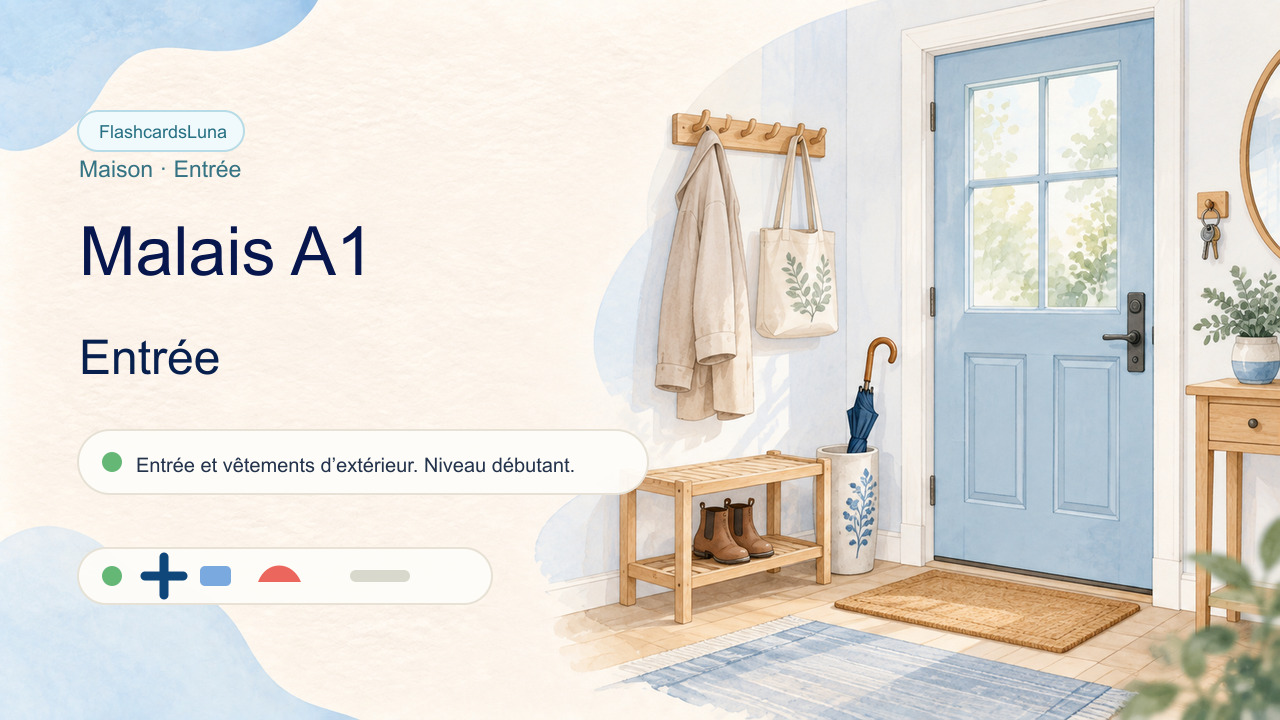 FlashcardsLuna
Maison · Entrée
Malais A1
Entrée
Entrée et vêtements d’extérieur. Niveau débutant.